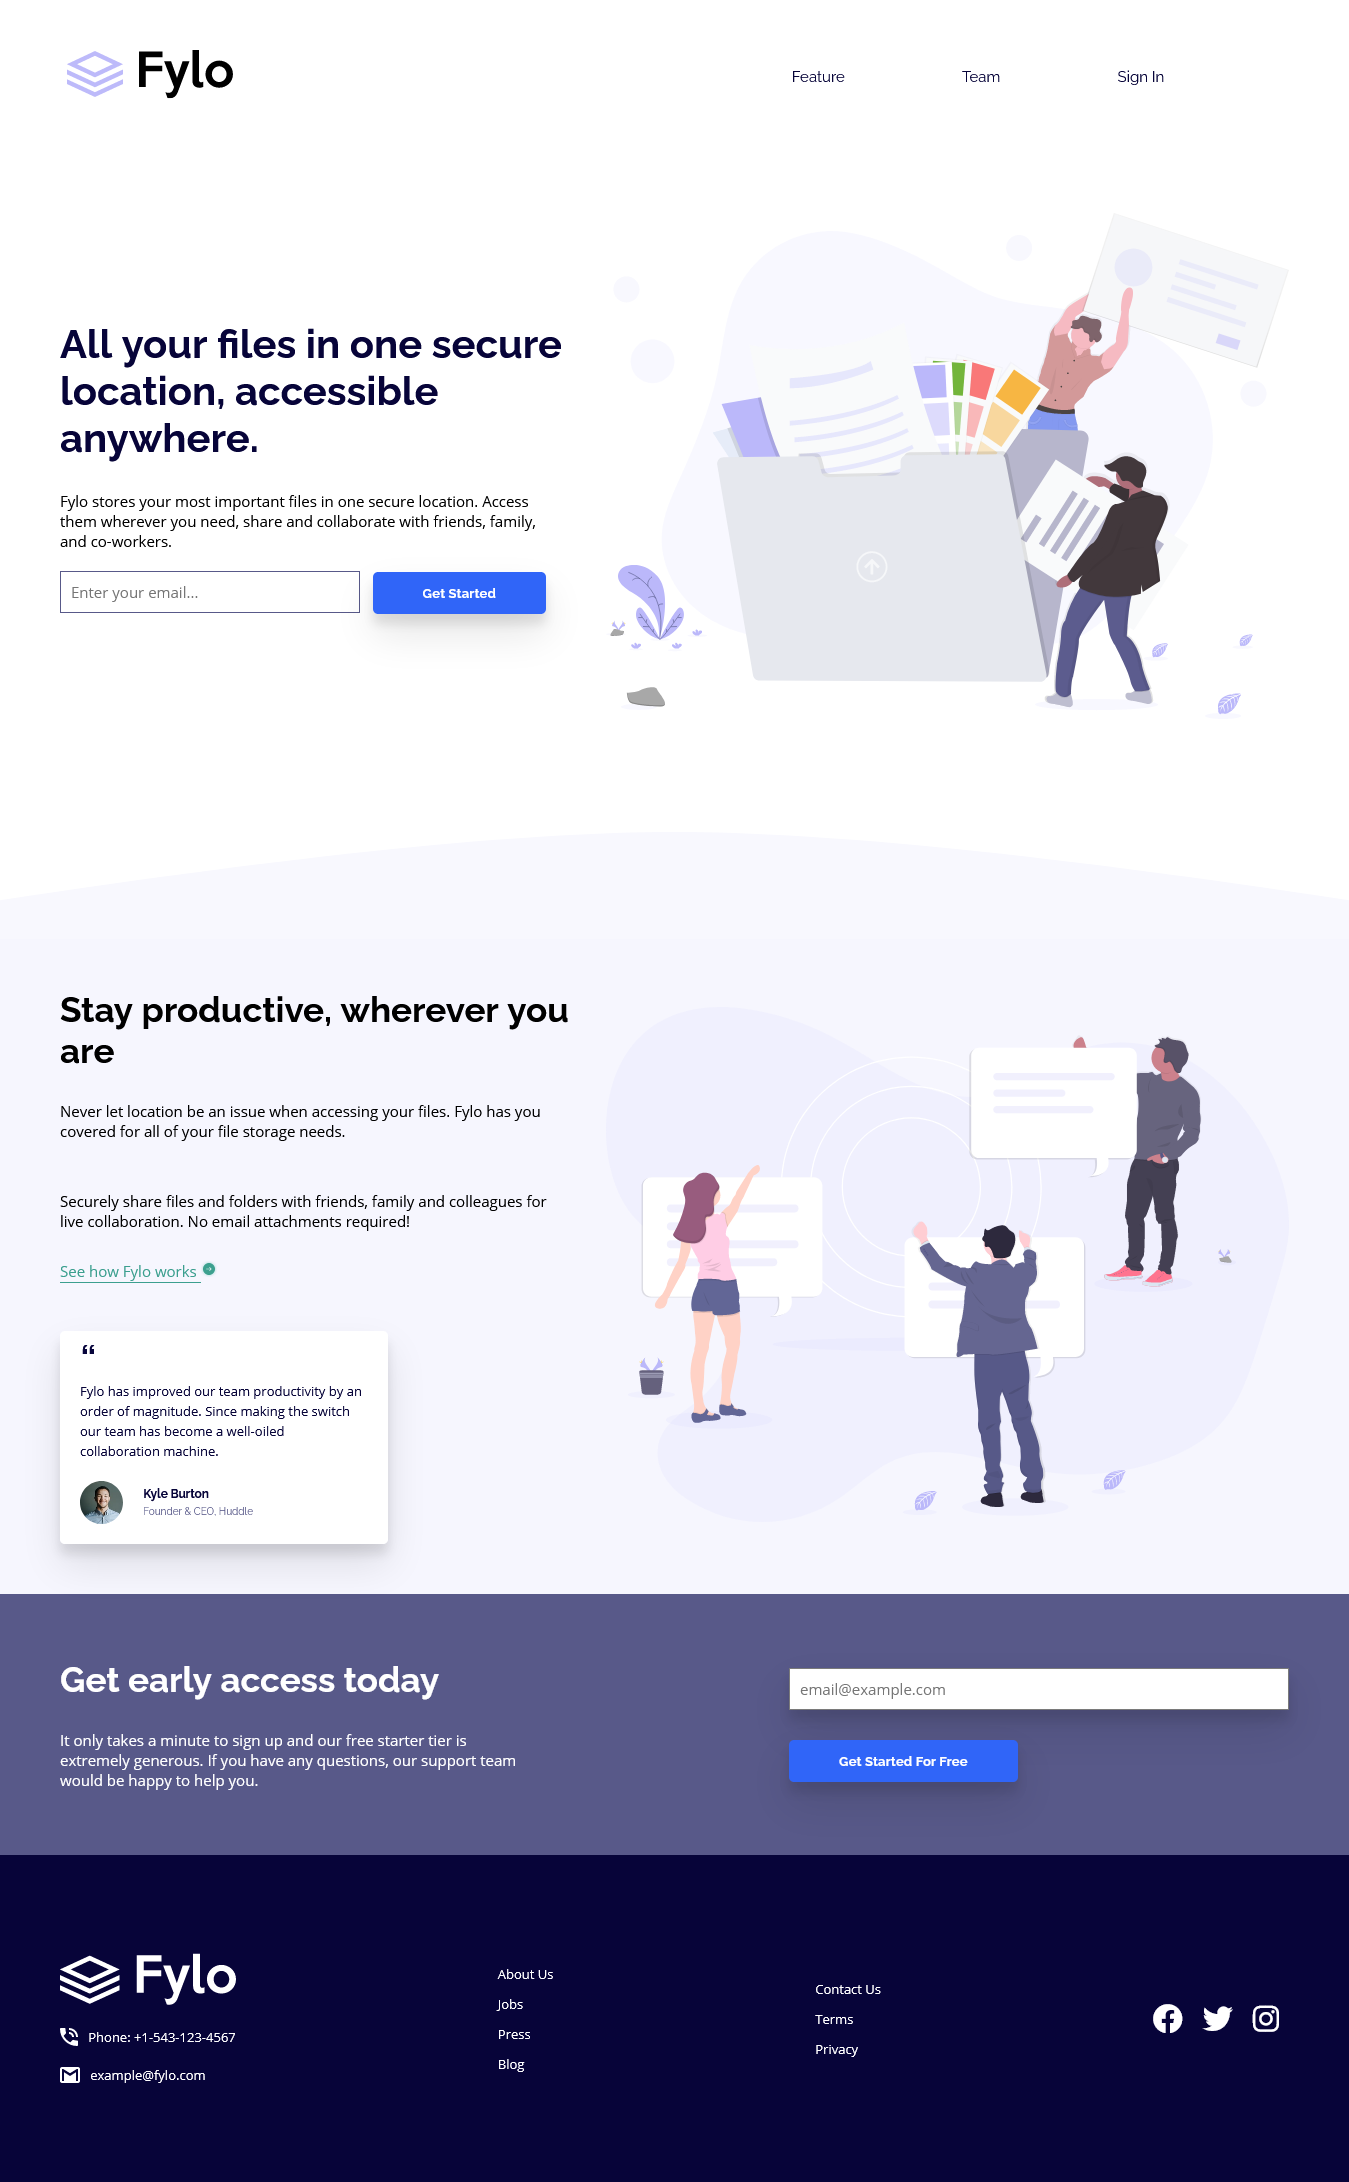 Fylo
Feature
Team
Sign In
All your files in one secure
location, accessible
anywhere.
Fylo stores your most important files in one secure location. Access
them wherever you need, share and collaborate with friends, family,
and co-workers.
Enter your email...
Get Started
Stay productive, wherever you
are
Never let location be an issue when accessing your files. Fylo has you
covered for all of your file storage needs.
Securely share files and folders with friends, family and colleagues for
live collaboration. No email attachments required!
See how Fylo works
“
Fylo has improved our team productivity by an
order of magnitude. Since making the switch
our team has become a well-oiled
collaboration machine.
Kyle Burton
Founder & CEO, Huddle
Get early access today
It only takes a minute to sign up and our free starter tier is
extremely generous. If you have any questions, our support team
would be happy to help you.
email@example.com
Get Started For Free
Fylo
Phone: +1-543-123-4567
example@fylo.com
About Us
Jobs
Press
Blog
Contact Us
Terms
Privacy